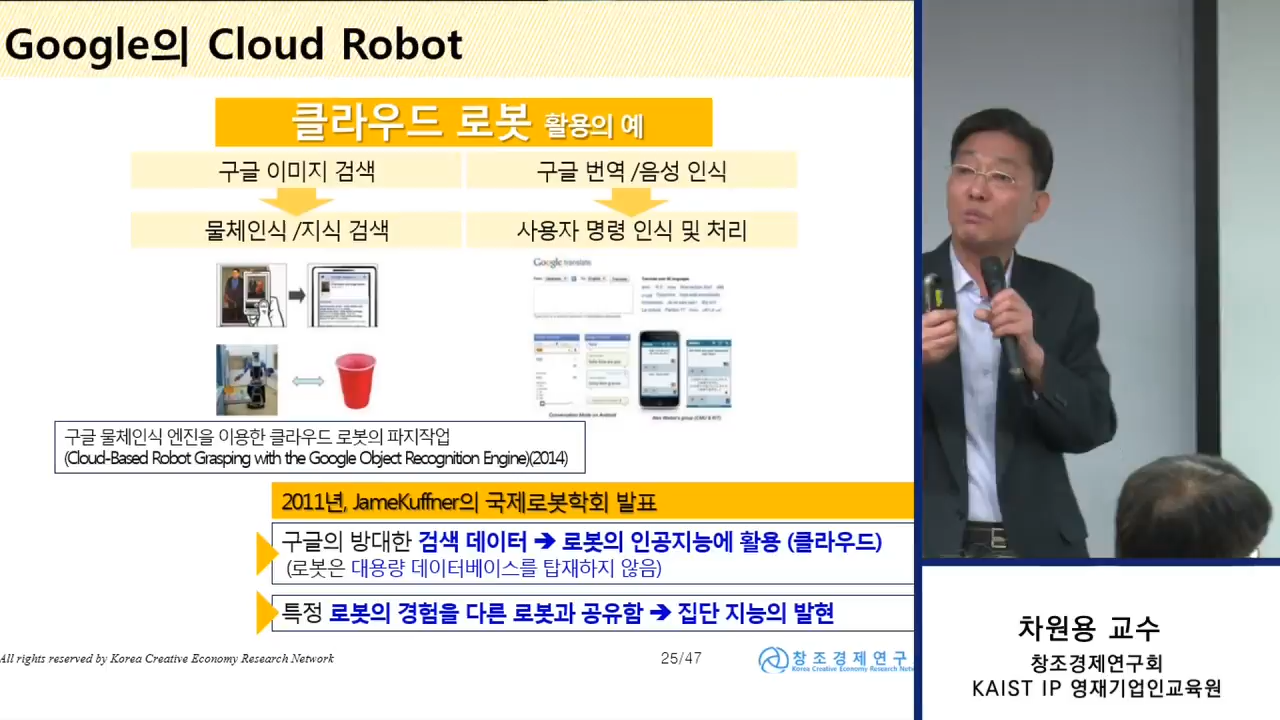 Google의 Cloud Robot
클라우드 로봇 활용의 예
구글 이미지 검색
구글 번역 /음성 인식
물체인식 /지식 검색
사용자 명령 인식 및 처리
Google translate
구글 물체인식 엔진을 이용한 클라우드 로봇의 파지작업
(Cloud-Based Robot Grasping with the Google Object Recognition Engine)(2014)
2011년, JameKuffner의 국제로봇학회 발표
구글의 방대한 검색 데이터 → 로봇의 인공지능에 활용 (클라우드)
(로봇은 대용량 데이터베이스를 탑재하지 않음)
특정 로봇의 경험을 다른 로봇과 공유함 → 집단 지능의 발현
All rights reserved by Korea Creative Economy Research Network
25/47
창조경제연구
Korea Creative Economy Research
차원용 교수
창조경제연구회
KAIST IP 영재기업인교육원